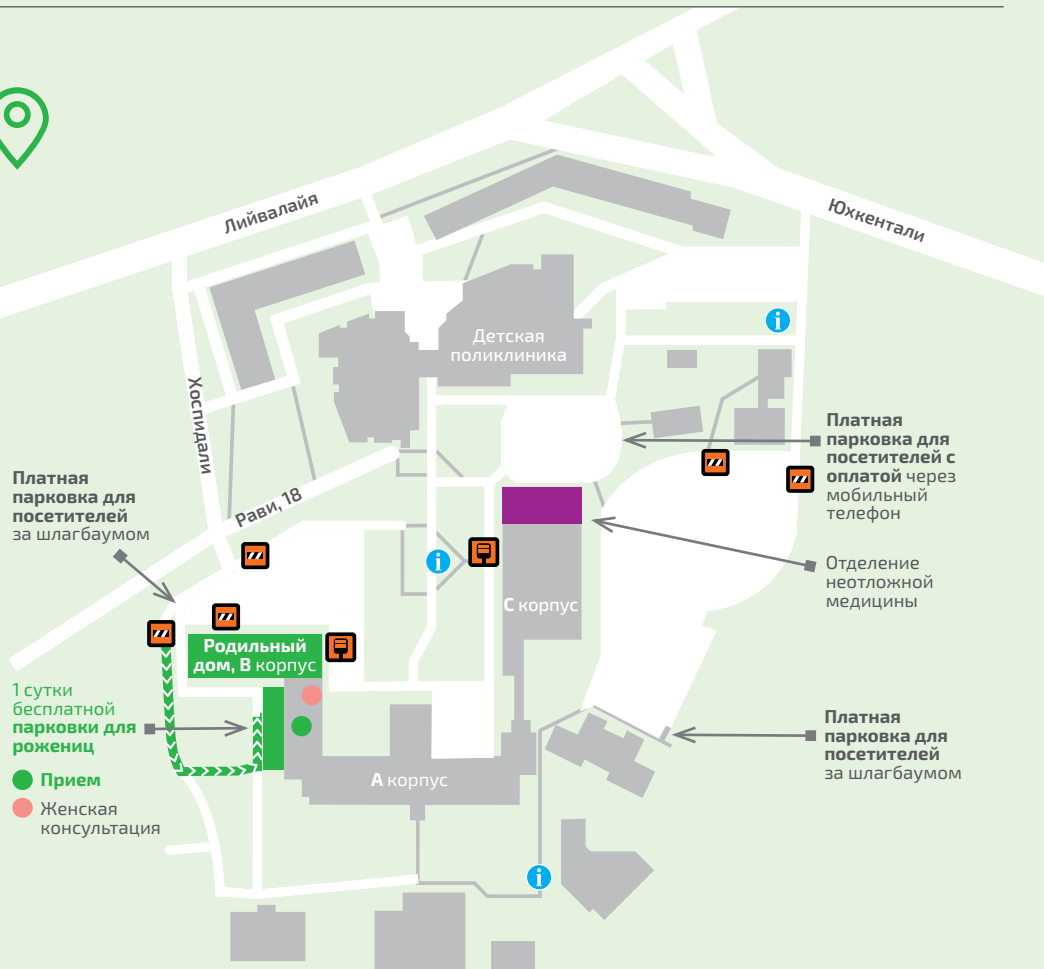 Лийвалайя
Юхкентали
Детская
поликлиника
Хоспидали
Платная
парковка для
посетителей с
оплатой через
мобильный
телефон
Платная
парковка для
посетителей
за шлагбаумом
Рави, 18
Отделение
неотложной
медицины
С корпус
Родильный
дом, В корпус
1 сутки
бесплатной
парковки для
рожениц
Прием
Женская
консультация
А корпус
Платная
парковка для
посетителей
за шлагбаумом